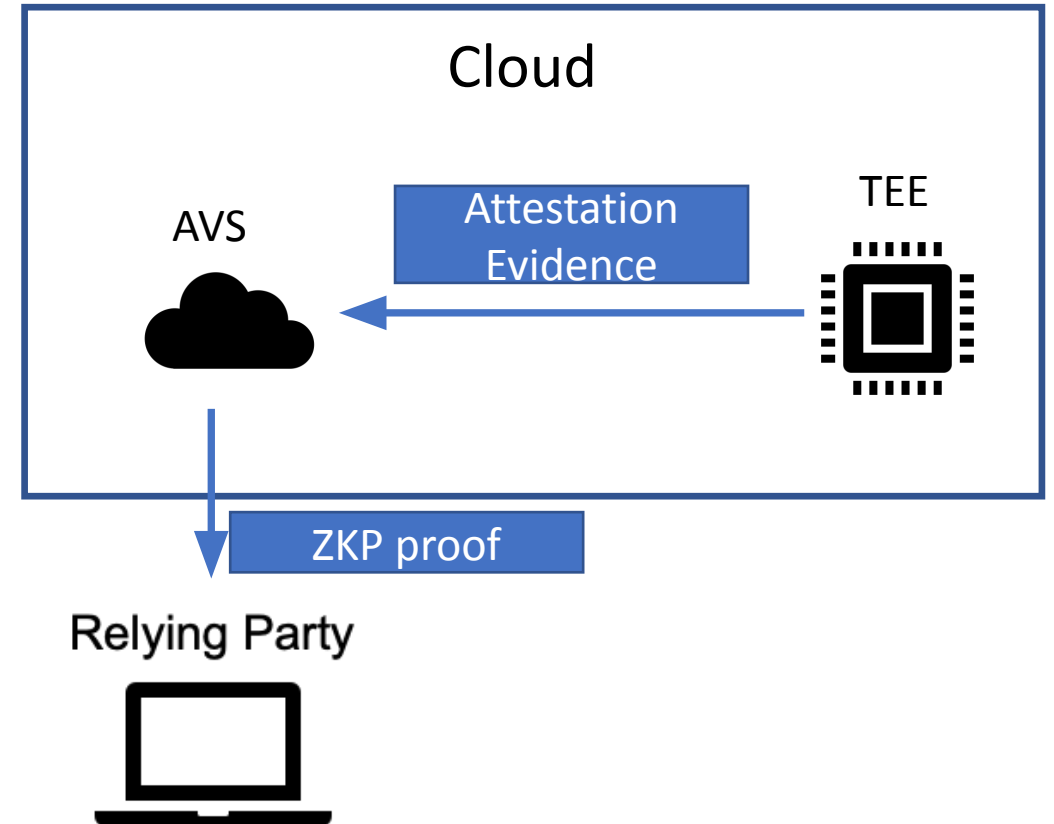 Cloud
AVS
Attestation
Evidence
TEE
ZKP proof
Relying Party